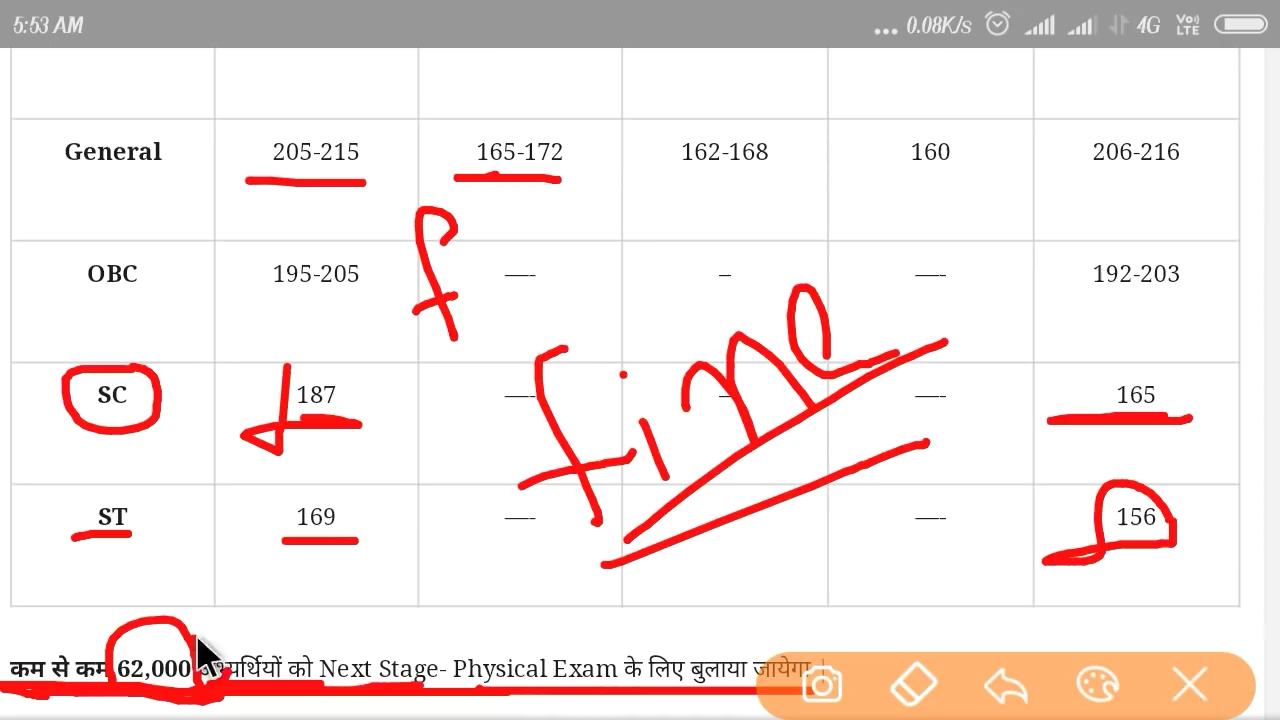 5:53 AM ... 0.08K/s 4G Vo) LTE
General 205-215 165-172 162-168 160 206-216
f
OBC 195-205 —- – —- 192-203
SC 187 —- – —- 165
fine
ST 169 —- —- 156
कम से कम 62,000 अभ्यर्थियों को Next Stage- Physical Exam के लिए बुलाया जायेगा ।